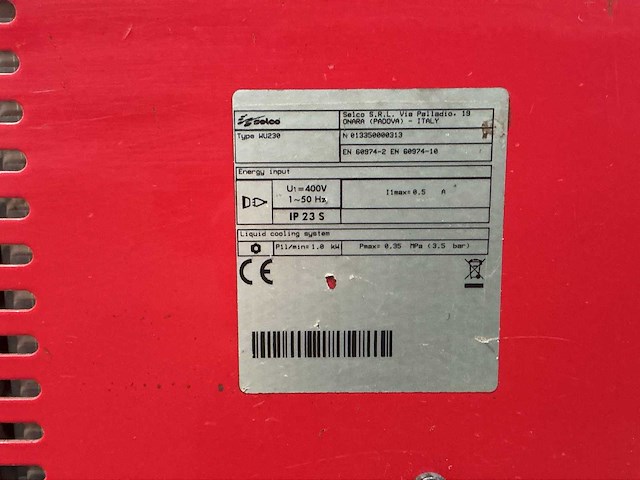 selco
Selco S.R.L. Via Palladio, 19
ONARA (PADOVA) - ITALY
Type WU230
N 013350000313
EN 60974-2 EN 60974-10
Energy input
U1=400V
1~50 Hz
I1max= 0.5 A
IP 23 S
Liquid cooling system
P1l/min= 1.0 kW
Pmax= 0.35 MPa (3.5 bar)
CE